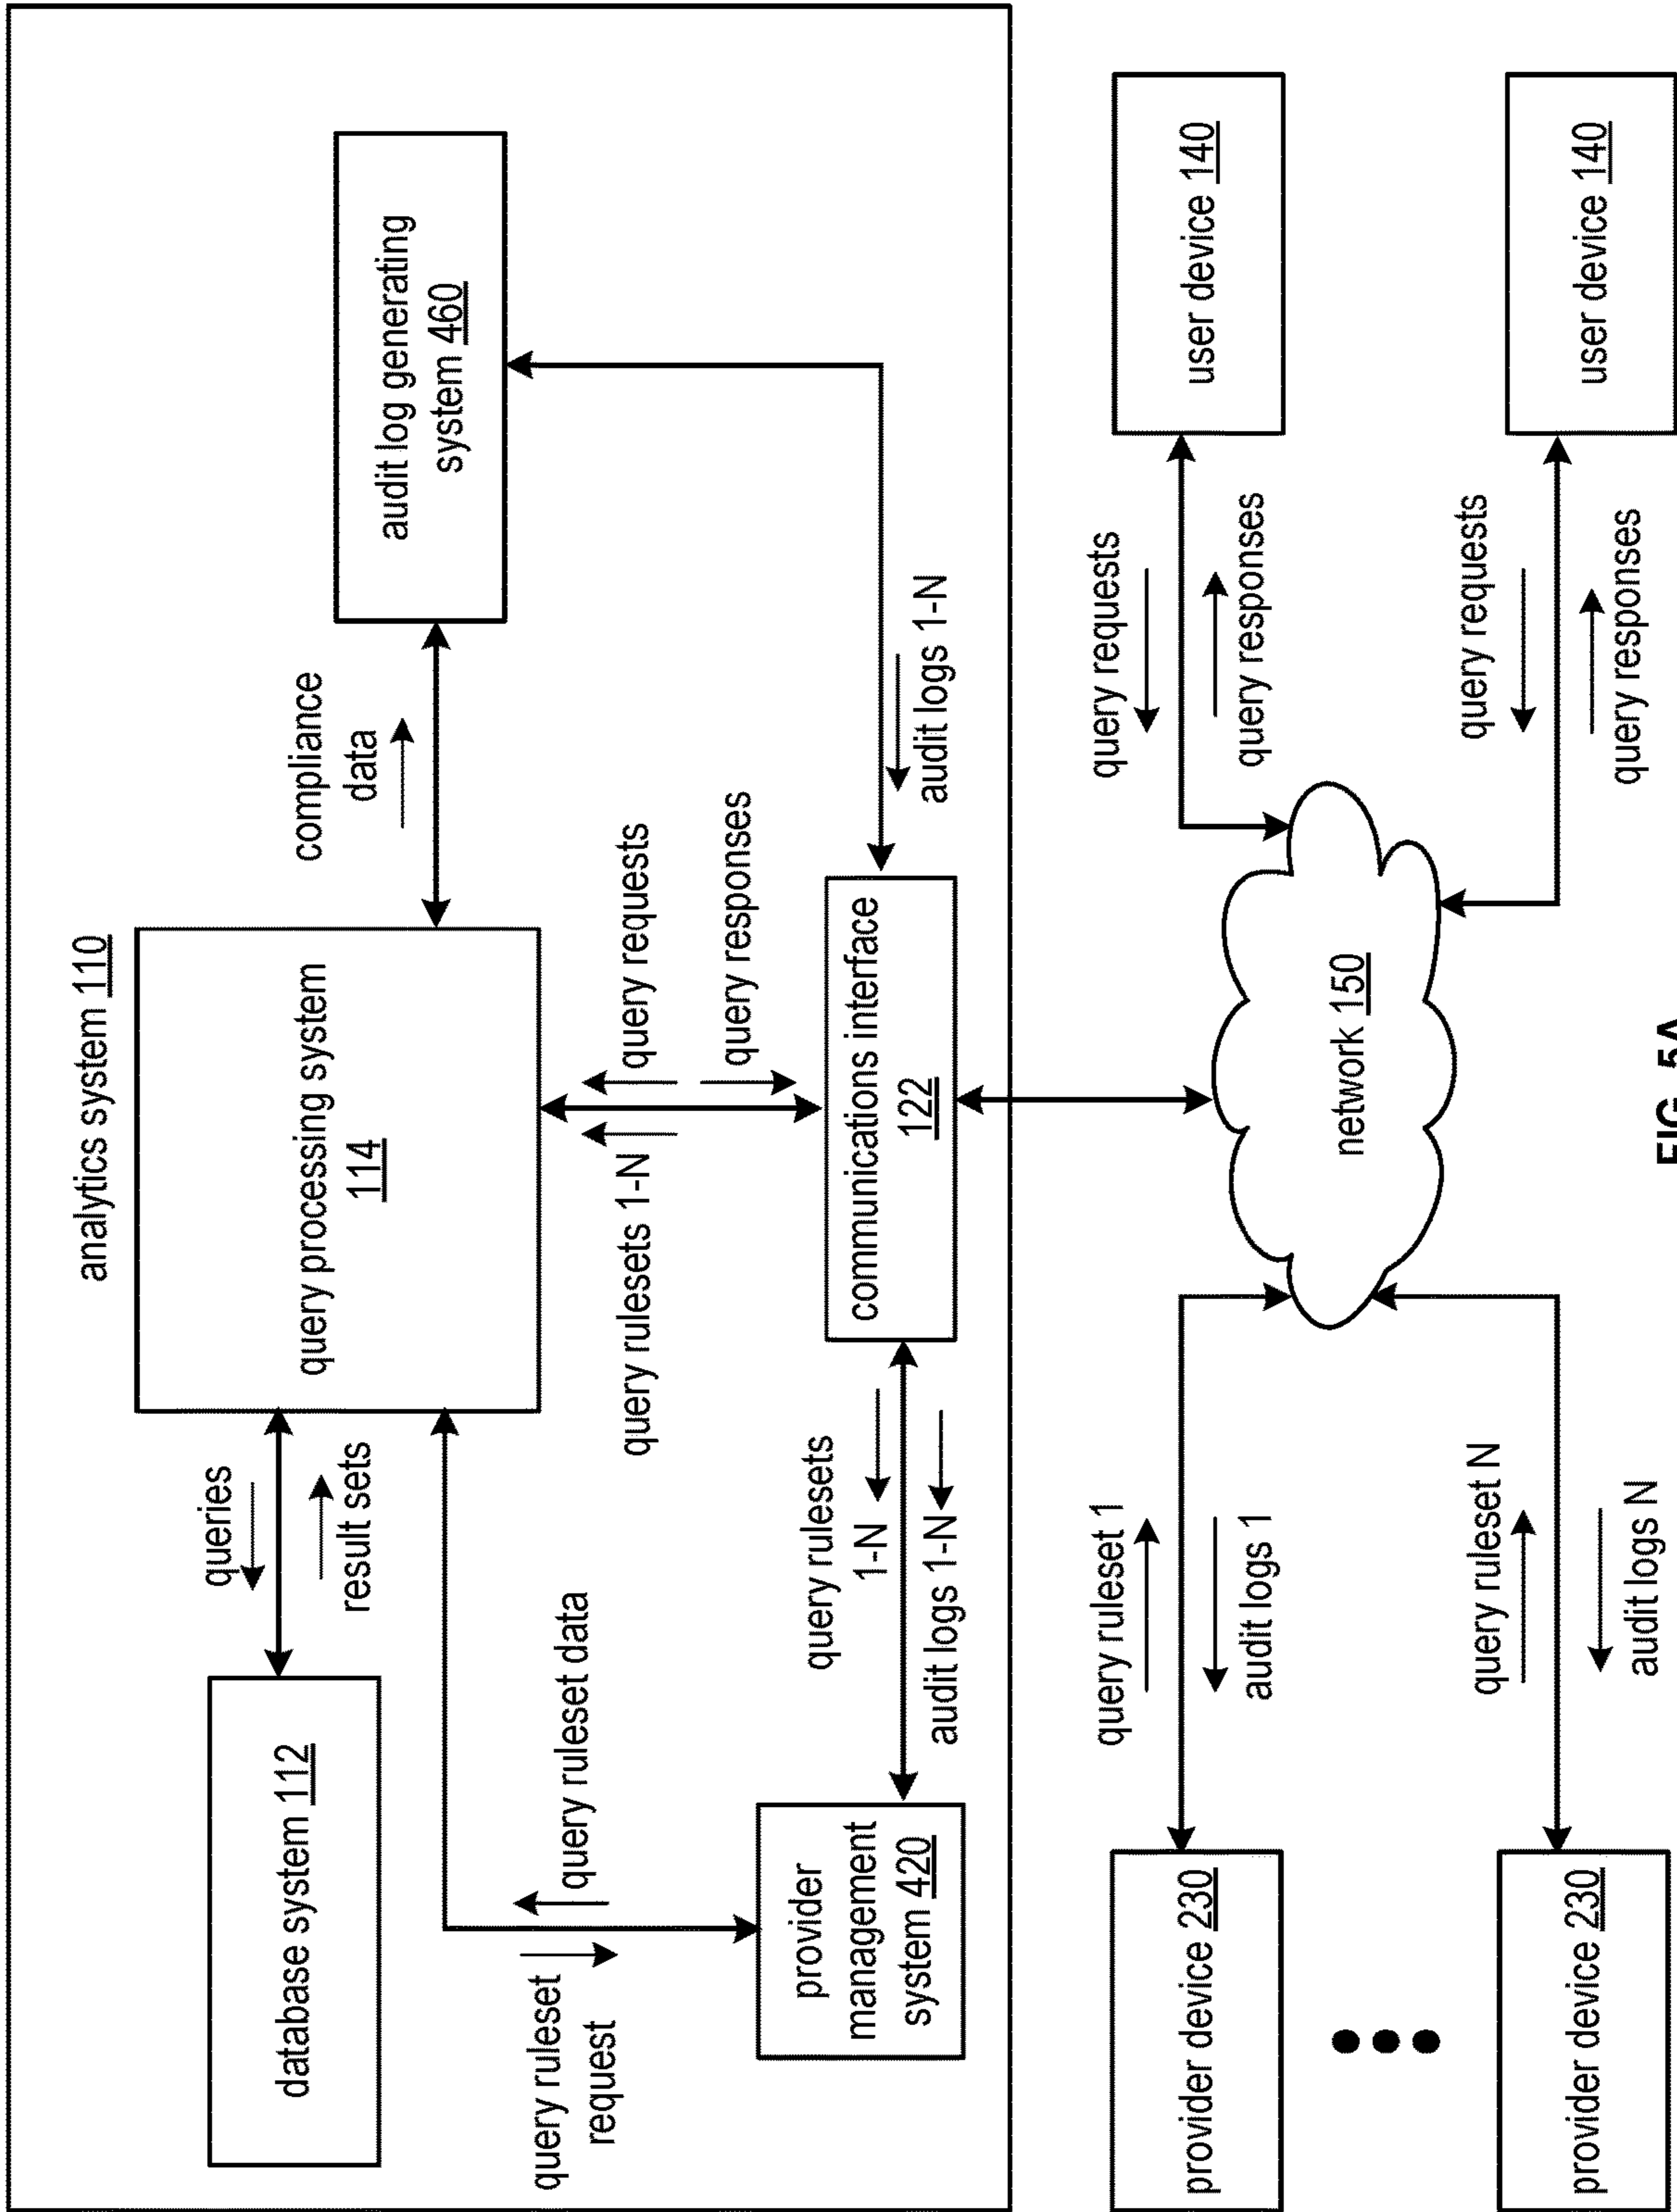 analytics system 110
database system 112
queries
result sets
query processing system
114
compliance
data
audit log generating
system 460
query ruleset
request
query ruleset data
query rulesets 1-N
query requests
query responses
provider
management
system 420
query rulesets
1-N
audit logs 1-N
communications interface
122
audit logs 1-N
provider device 230
query ruleset 1
audit logs 1
network 150
query requests
query responses
user device 140
provider device 230
query ruleset N
audit logs N
query requests
query responses
user device 140
FIG. 5A